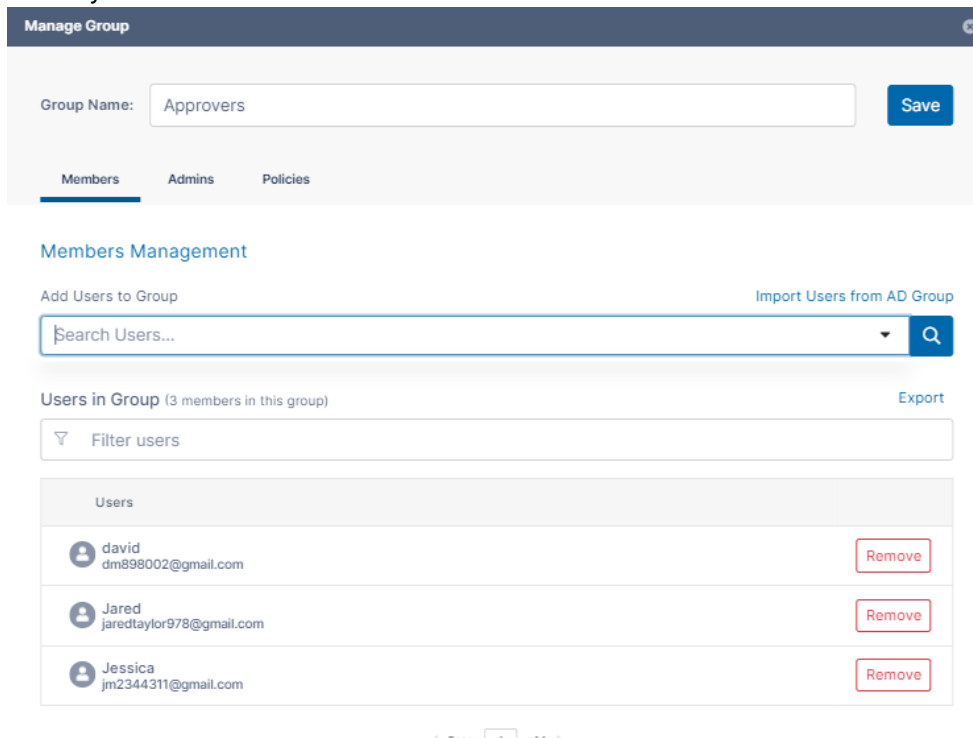 Manage Group
Group Name: Approvers Save
Members Admins Policies
Members Management
Add Users to Group Import Users from AD Group
Search Users...
Users in Group (3 members in this group) Export
Filter users
Users
david
dm898002@gmail.com
Remove
Jared
jaredtaylor978@gmail.com
Remove
Jessica
jm2344311@gmail.com
Remove